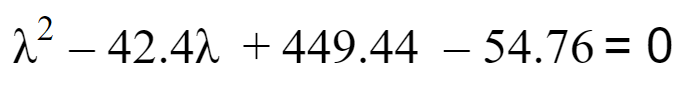 λ² – 42.4λ + 449.44 – 54.76 = 0